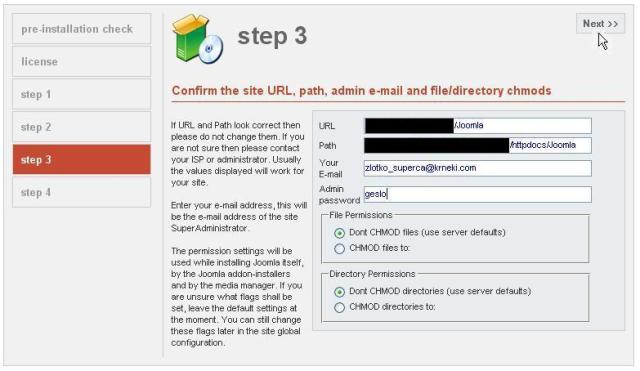 pre-installation check
license
step 1
step 2
step 3
step 4
step 3
Next >>
Confirm the site URL, path, admin e-mail and file/directory chmods
If URL and Path look correct then
please do not change them. If you
are not sure then please contact
your ISP or administrator. Usually
the values displayed will work for
your site.
Enter your e-mail address, this will
be the e-mail address of the site
SuperAdministrator.
The permission settings will be
used while installing Joomla itself,
by the Joomla addon-installers
and by the media manager. If you
are unsure what flags shall be
set, leave the default settings at
the moment. You can still change
these flags later in the site global
configuration.
URL /Joomla
Path /httpdocs/Joomla
Your
E-mail zlotko_superca@krneki.com
Admin
password geslo
File Permissions
Dont CHMOD files (use server defaults)
CHMOD files to:
Directory Permissions
Dont CHMOD directories (use server defaults)
CHMOD directories to: